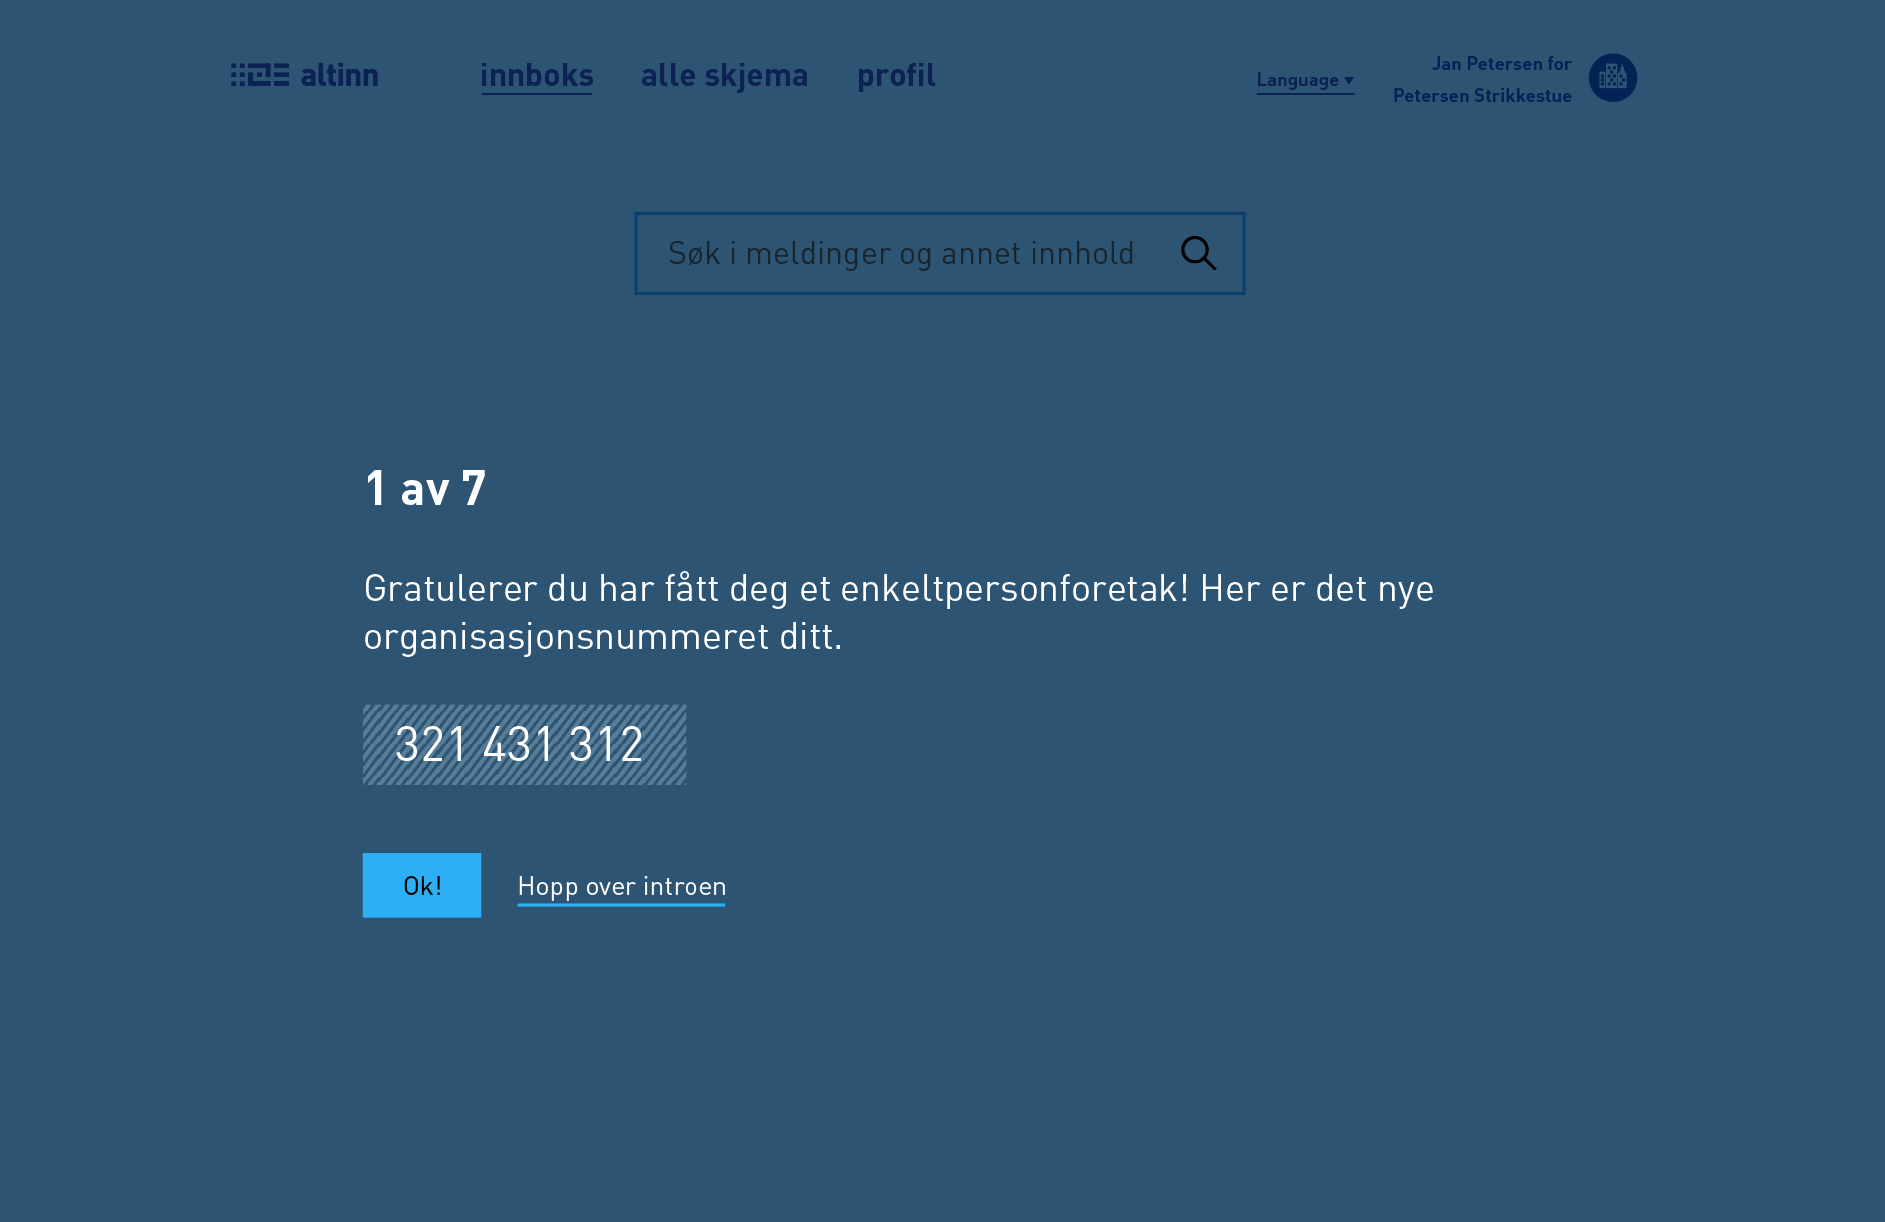 altinn innboks alle skjema profil
Language ▼
Jan Petersen for
Petersen Strikkestue
Søk i meldinger og annet innhold
1 av 7
Gratulerer du har fått deg et enkeltpersonforetak! Her er det nye
organisasjonsnummeret ditt.
321 431 312
Ok! Hopp over introen